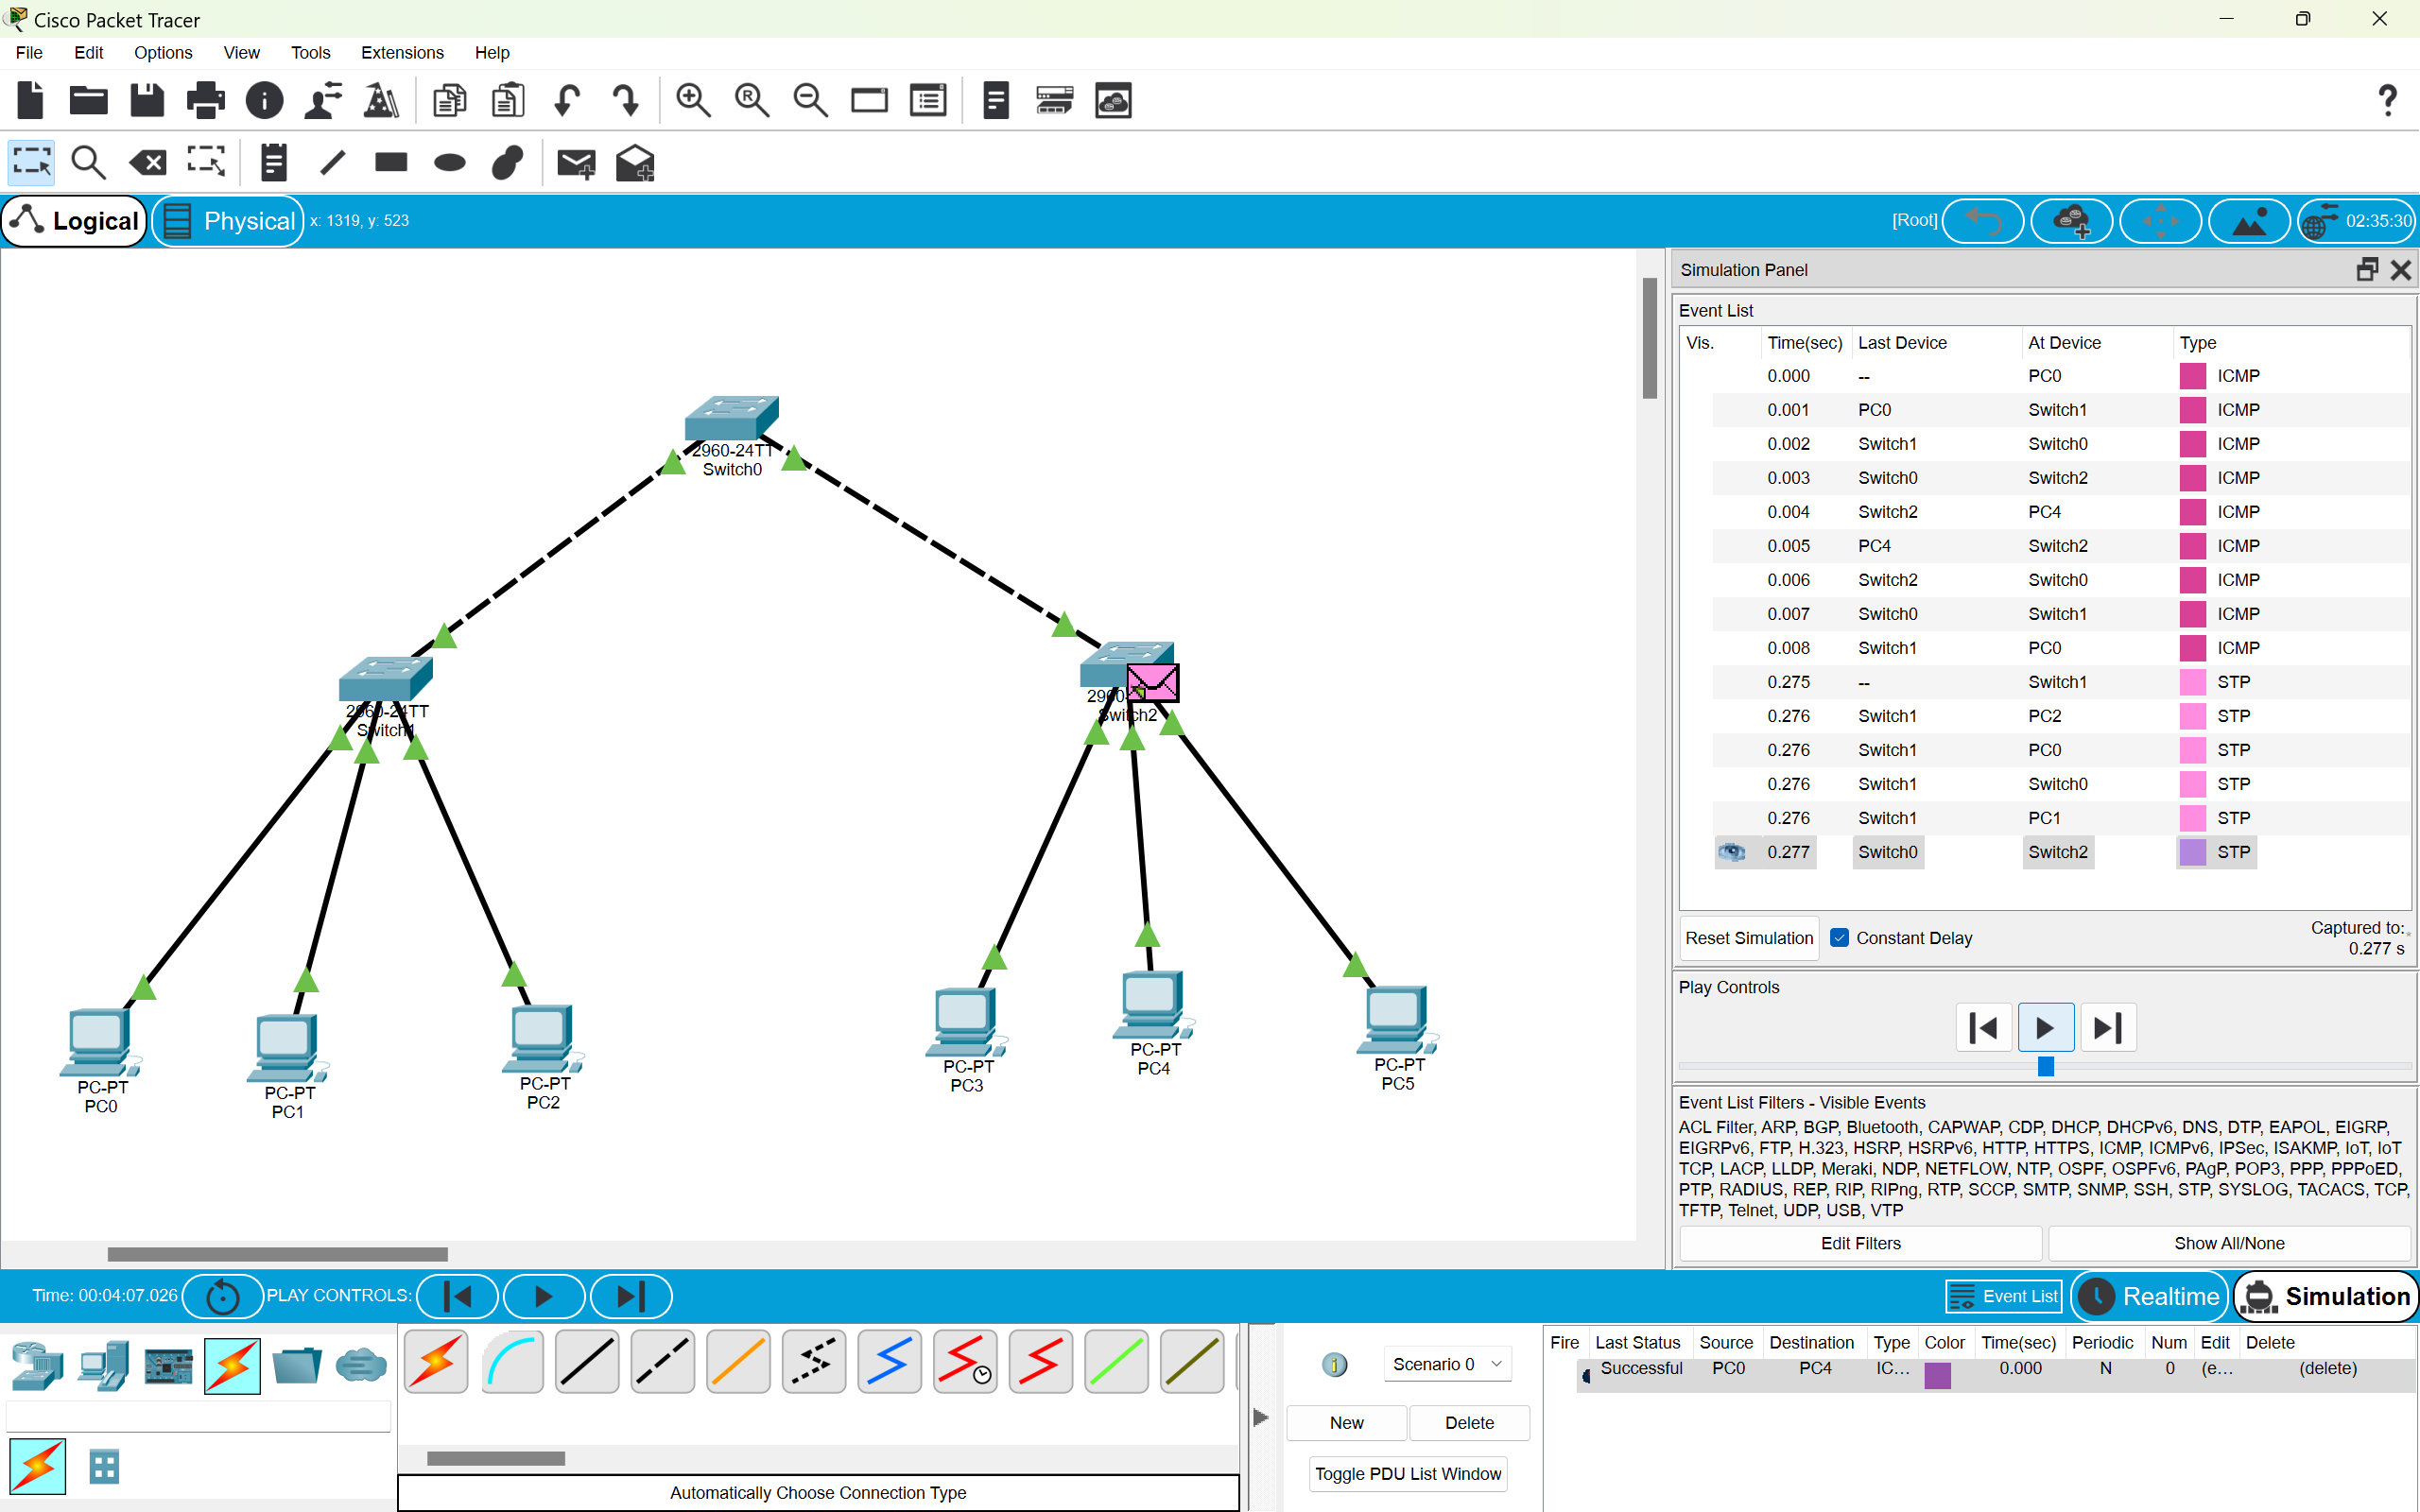 Cisco Packet Tracer
File Edit Options View Tools Extensions Help
Logical Physical x: 1319, y: 523 [Root] 02:35:30
2960-24TT
Switch0
2960-24TT
Switch1
Switch2
PC-PT
PC0
PC-PT
PC1
PC-PT
PC2
PC-PT
PC3
PC-PT
PC4
PC-PT
PC5
Simulation Panel
Event List
Vis. Time(sec) Last Device At Device Type
0.000 -- PC0 ICMP
0.001 PC0 Switch1 ICMP
0.002 Switch1 Switch0 ICMP
0.003 Switch0 Switch2 ICMP
0.004 Switch2 PC4 ICMP
0.005 PC4 Switch2 ICMP
0.006 Switch2 Switch0 ICMP
0.007 Switch0 Switch1 ICMP
0.008 Switch1 PC0 ICMP
0.275 -- Switch1 STP
0.276 Switch1 PC2 STP
0.276 Switch1 PC0 STP
0.276 Switch1 Switch0 STP
0.276 Switch1 PC1 STP
0.277 Switch0 Switch2 STP
Reset Simulation Constant Delay
Captured to:
0.277 s
Play Controls
Event List Filters - Visible Events
ACL Filter, ARP, BGP, Bluetooth, CAPWAP, CDP, DHCP, DHCPv6, DNS, DTP, EAPOL, EIGRP,
EIGRPv6, FTP, H.323, HSRP, HSRPv6, HTTP, HTTPS, ICMP, ICMPv6, IPSec, ISAKMP, IoT, IoT
TCP, LACP, LLDP, Meraki, NDP, NETFLOW, NTP, OSPF, OSPFv6, PAgP, POP3, PPP, PPPoED,
PTP, RADIUS, REP, RIP, RIPng, RTP, SCCP, SMTP, SNMP, SSH, STP, SYSLOG, TACACS, TCP,
TFTP, Telnet, UDP, USB, VTP
Edit Filters Show All/None
Time: 00:04:07.026 PLAY CONTROLS: Event List Realtime Simulation
Automatically Choose Connection Type
Scenario 0
New Delete
Toggle PDU List Window
Fire Last Status Source Destination Type Color Time(sec) Periodic Num Edit Delete
Successful PC0 PC4 IC... 0.000 N 0 (e... (delete)